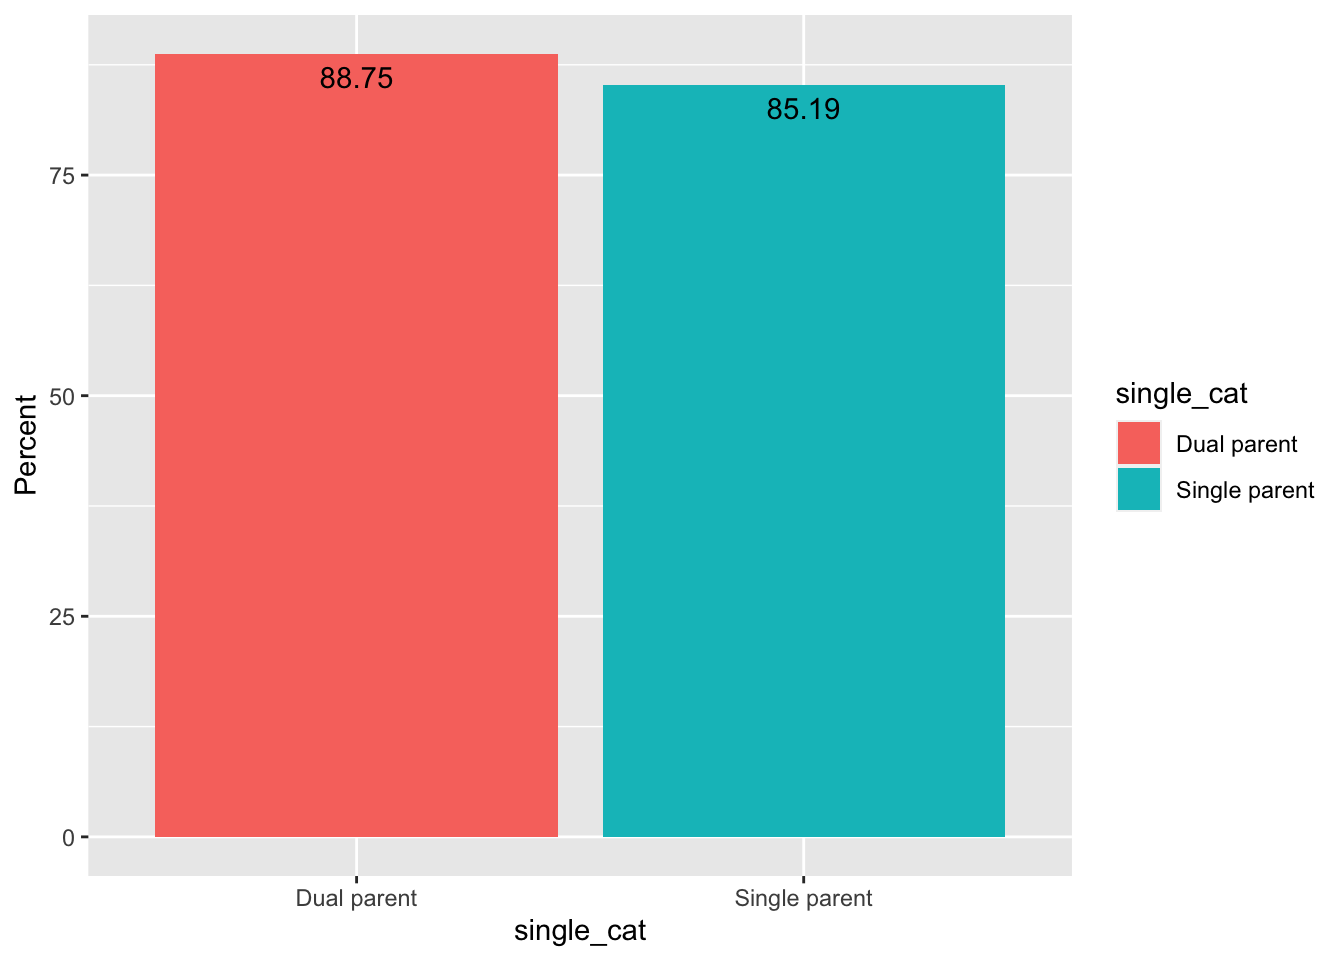 88.75
85.19
75
50
25
0
Percent
Dual parent
Single parent
single_cat
single_cat
Dual parent
Single parent